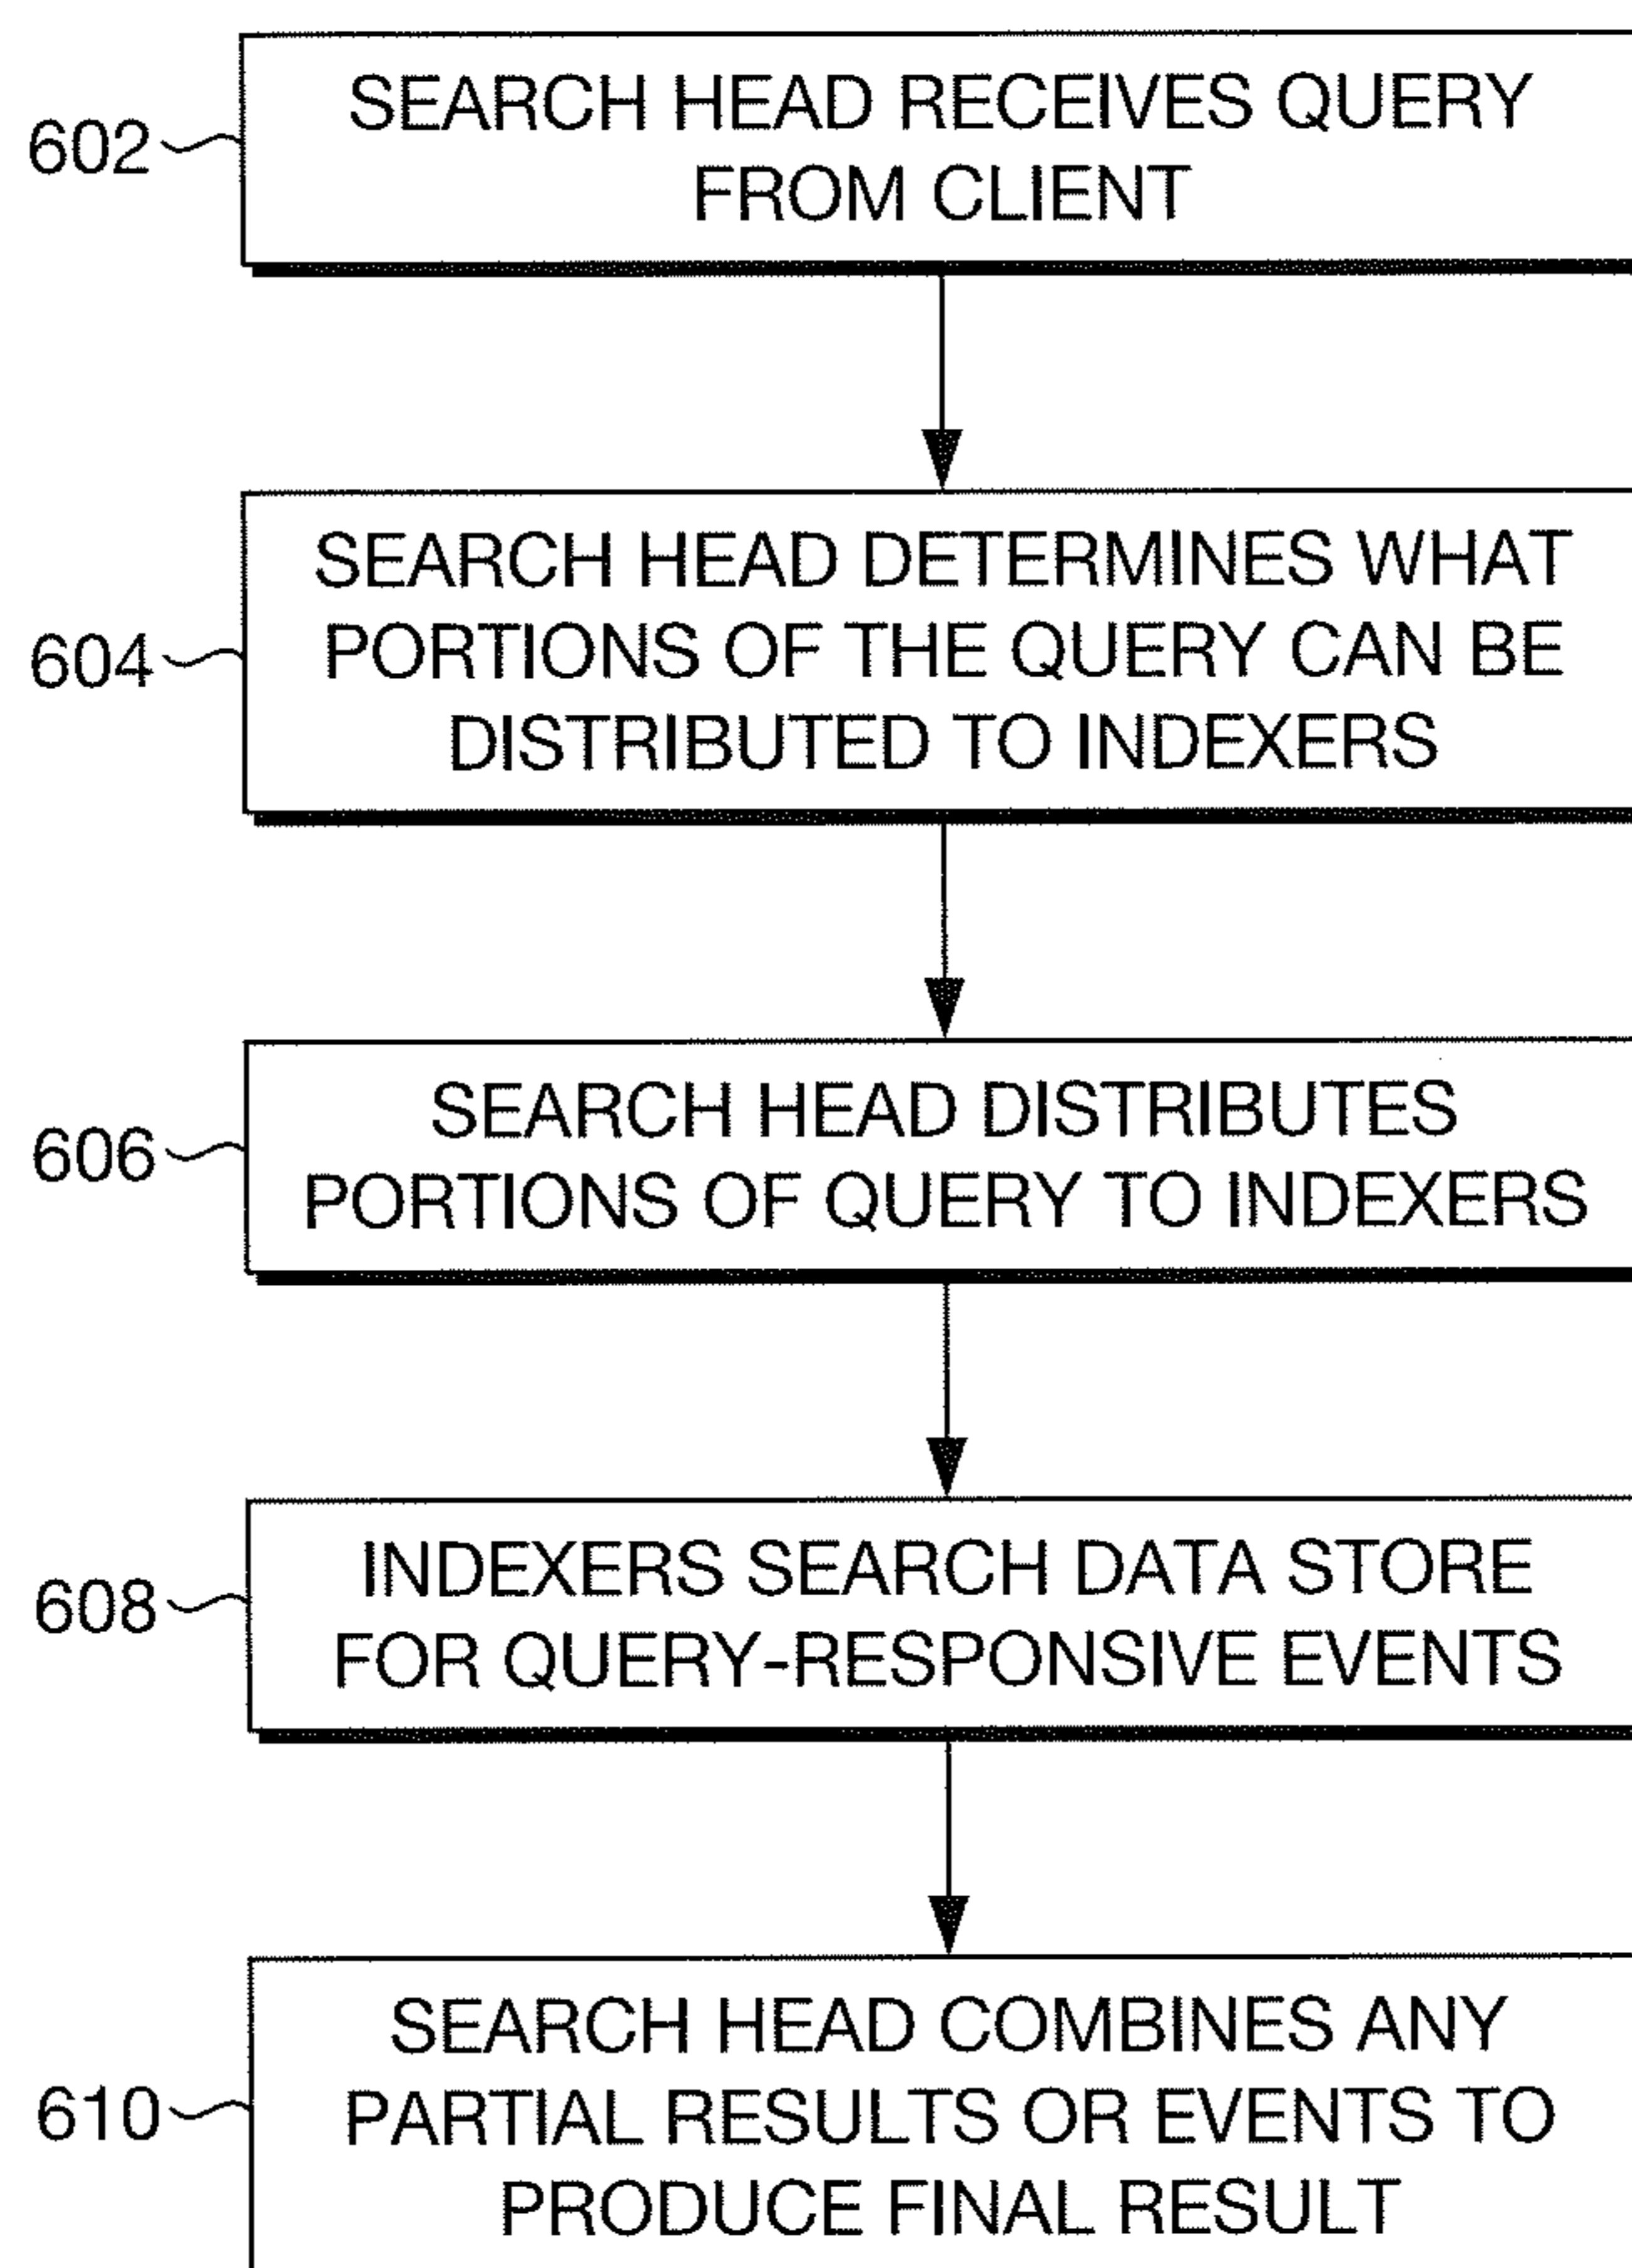 602
SEARCH HEAD RECEIVES QUERY
FROM CLIENT
604
SEARCH HEAD DETERMINES WHAT
PORTIONS OF THE QUERY CAN BE
DISTRIBUTED TO INDEXERS
606
SEARCH HEAD DISTRIBUTES
PORTIONS OF QUERY TO INDEXERS
608
INDEXERS SEARCH DATA STORE
FOR QUERY-RESPONSIVE EVENTS
610
SEARCH HEAD COMBINES ANY
PARTIAL RESULTS OR EVENTS TO
PRODUCE FINAL RESULT